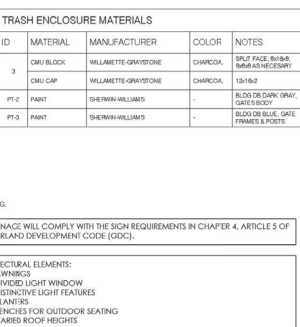 TRASH ENCLOSURE MATERIALS
ID MATERIAL MANUFACTURER COLOR NOTES
3 CMU BLOCK WILLAMETTE-GRAYSTONE CHARCOA, SPLIT FACE, 8x16x8,
8x8x8 AS NECESARY
CMU CAP WILLAMETTE-GRAYSTONE CHARCOA, 12x16x2
PT-2 PAINT SHERWIN-WILLIAMS - BLDG DB DARK GRAY,
GATES BODY
PT-3 PAINT SHERWIN-WILLIAMS - BLDG DB BLUE, GATE
FRAMES & POSTS
G.
NAGE WILL COMPLY WITH THE SIGN REQUIREMENTS IN CHAPTER 4, ARTICLE 5 OF
RLAND DEVELOPMENT CODE (GDC).
ECTURAL ELEMENTS:
WNINGS
IVIDED LIGHT WINDOW
ISTINCTIVE LIGHT FEATURES
LANTERS
ENCHES FOR OUTDOOR SEATING
ARIED ROOF HEIGHTS